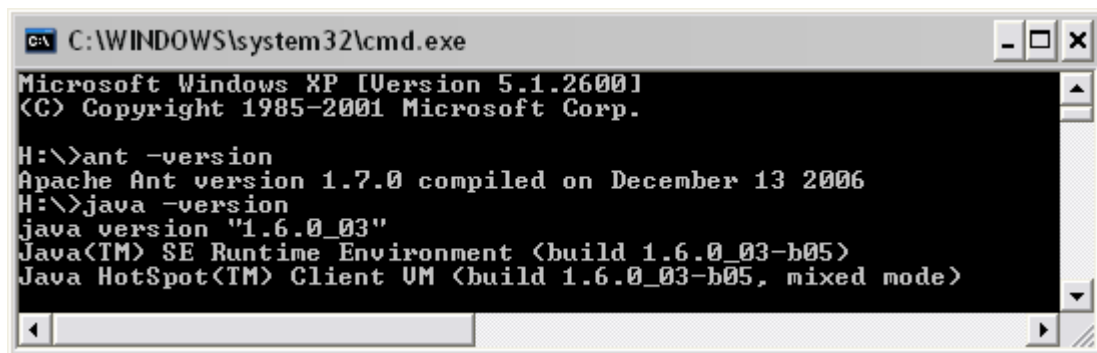 C:\WINDOWS\system32\cmd.exe
Microsoft Windows XP [Version 5.1.2600]
(C) Copyright 1985-2001 Microsoft Corp.
H:\>ant -version
Apache Ant version 1.7.0 compiled on December 13 2006
H:\>java -version
java version "1.6.0_03"
Java(TM) SE Runtime Environment (build 1.6.0_03-b05)
Java HotSpot(TM) Client VM (build 1.6.0_03-b05, mixed mode)